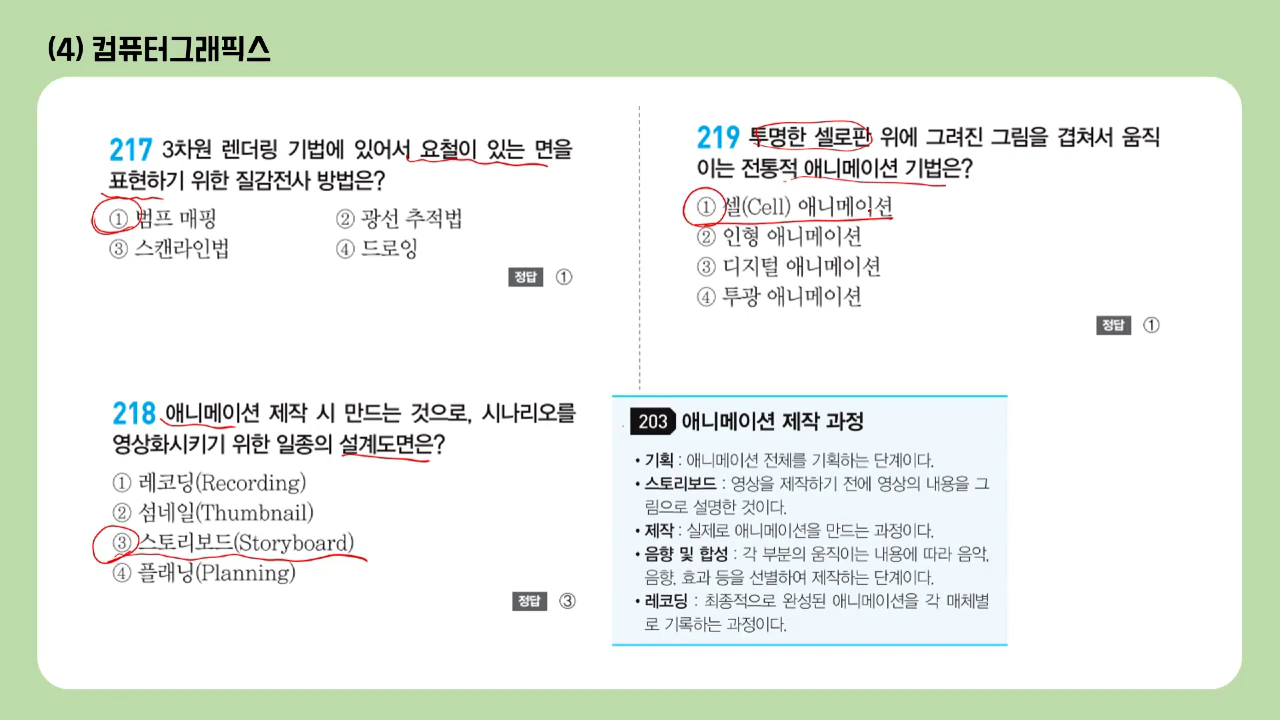 (4) 컴퓨터그래픽스
217 3차원 렌더링 기법에 있어서 요철이 있는 면을
표현하기 위한 질감전사 방법은?
① 범프 매핑 ② 광선 추적법
③ 스캔라인법 ④ 드로잉
정답 ①
218 애니메이션 제작 시 만드는 것으로, 시나리오를
영상화시키기 위한 일종의 설계도면은?
① 레코딩(Recording)
② 섬네일(Thumbnail)
③ 스토리보드(Storyboard)
④ 플래닝(Planning)
정답 ③
219 투명한 셀로판 위에 그려진 그림을 겹쳐서 움직
이는 전통적 애니메이션 기법은?
① 셀(Cell) 애니메이션
② 인형 애니메이션
③ 디지털 애니메이션
④ 투광 애니메이션
정답 ①
203 애니메이션 제작 과정
• 기획 : 애니메이션 전체를 기획하는 단계이다.
• 스토리보드 : 영상을 제작하기 전에 영상의 내용을 그
림으로 설명한 것이다.
• 제작 : 실제로 애니메이션을 만드는 과정이다.
• 음향 및 합성 : 각 부분의 움직이는 내용에 따라 음악,
음향, 효과 등을 선별하여 제작하는 단계이다.
• 레코딩 : 최종적으로 완성된 애니메이션을 각 매체별
로 기록하는 과정이다.